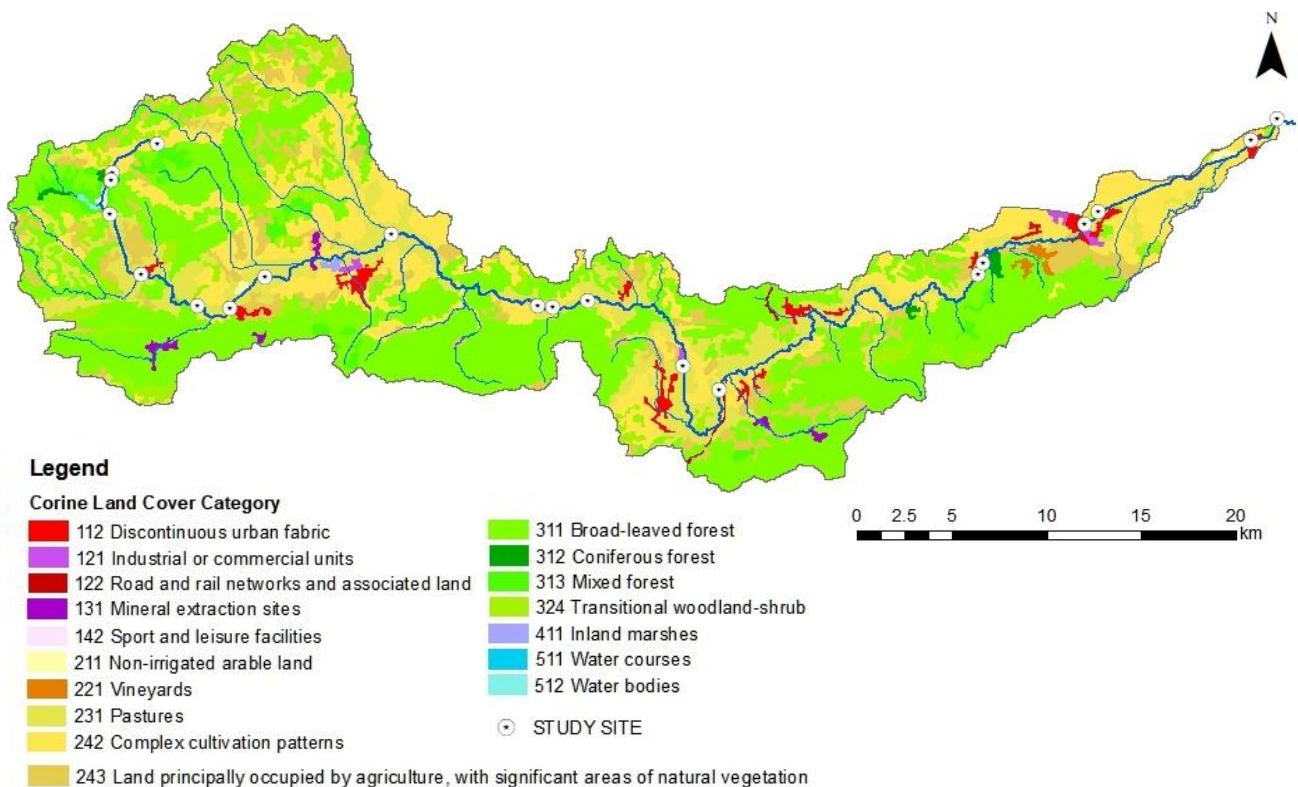 N
Legend
Corine Land Cover Category
112 Discontinuous urban fabric
121 Industrial or commercial units
122 Road and rail networks and associated land
131 Mineral extraction sites
142 Sport and leisure facilities
211 Non-irrigated arable land
221 Vineyards
231 Pastures
242 Complex cultivation patterns
243 Land principally occupied by agriculture, with significant areas of natural vegetation
311 Broad-leaved forest
312 Coniferous forest
313 Mixed forest
324 Transitional woodland-shrub
411 Inland marshes
511 Water courses
512 Water bodies
STUDY SITE
0 2.5 5 10 15 20
km